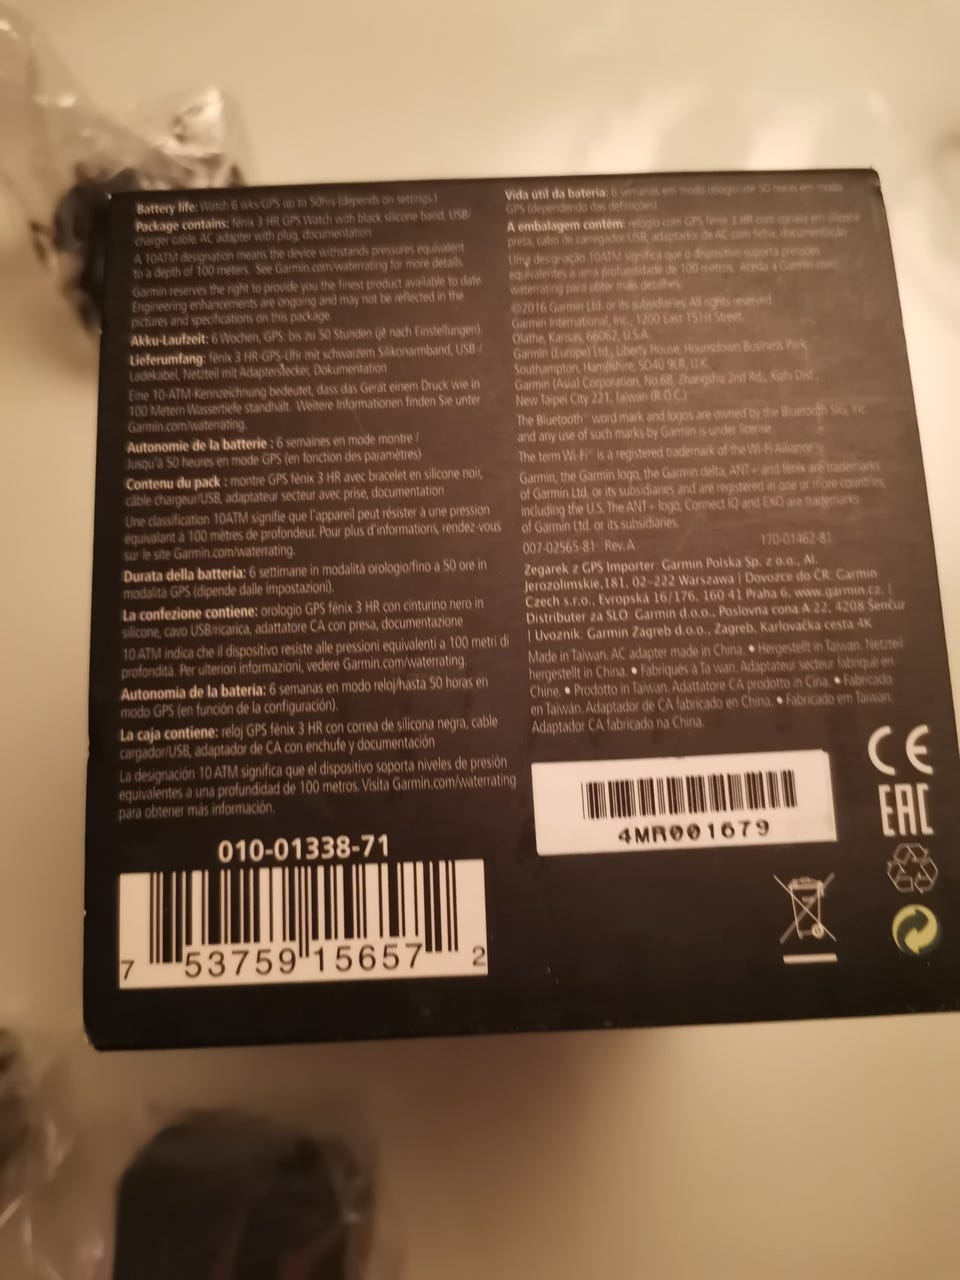 Battery life: Watch 6 wks/GPS up to 50hrs (depends on settings)
Package contains: fēnix 3 HR GPS Watch with black silicone band, USB/
charger cable, AC adapter with plug, documentation
A 10ATM designation means the device withstands pressures equivalent
to a depth of 100 meters. See Garmin.com/waterrating for more details.
Garmin reserves the right to provide you the finest product available to date.
Engineering enhancements are ongoing and may not be reflected in the
pictures and specifications on this package.
Akku-Laufzeit: 6 Wochen, GPS: bis zu 50 Stunden (je nach Einstellungen).
Lieferumfang: fēnix 3 HR-GPS-Uhr mit schwarzem Silikonarmband, USB-/
Ladekabel, Netzteil mit Adapterstecker, Dokumentation
Eine 10-ATM-Kennzeichnung bedeutet, dass das Gerät einem Druck wie in
100 Metern Wassertiefe standhält. Weitere Informationen finden Sie unter
Garmin.com/waterrating.
Autonomie de la batterie : 6 semaines en mode montre /
Jusqu'à 50 heures en mode GPS (en fonction des paramètres)
Contenu du pack : montre GPS fēnix 3 HR avec bracelet en silicone noir,
câble chargeur/USB, adaptateur secteur avec prise, documentation
Une classification 10ATM signifie que l'appareil peut résister à une pression
équivalant à 100 mètres de profondeur. Pour plus d'informations, rendez-vous
sur le site Garmin.com/waterrating.
Durata della batteria: 6 settimane in modalità orologio/fino a 50 ore in
modalità GPS (dipende dalle impostazioni).
La confezione contiene: orologio GPS fēnix 3 HR con cinturino nero in
silicone, cavo USB/ricarica, adattatore CA con presa, documentazione
10 ATM indica che il dispositivo resiste alle pressioni equivalenti a 100 metri di
profondità. Per ulteriori informazioni, vedere Garmin.com/waterrating.
Autonomía de la batería: 6 semanas en modo reloj/hasta 50 horas en
modo GPS (en función de la configuración).
La caja contiene: reloj GPS fēnix 3 HR con correa de silicona negra, cable
cargador/USB, adaptador de CA con enchufe y documentación
La designación 10 ATM significa que el dispositivo soporta niveles de presión
equivalentes a una profundidad de 100 metros. Visita Garmin.com/waterrating
para obtener más información.
010-01338-71
7 53759 15657 2
Vida útil da bateria: 6 semanas em modo relógio/até 50 horas em modo
GPS (dependendo das definições)
A embalagem contém: relógio com GPS fēnix 3 HR com correia em silicone
preta, cabo de carregador/USB, adaptador de AC com ficha, documentação
Uma designação 10ATM significa que o dispositivo suporta pressões
equivalentes a uma profundidade de 100 metros. Aceda a Garmin.com/
waterrating para obter mais detalhes.
©2016 Garmin Ltd. or its subsidiaries. All rights reserved.
Garmin International, Inc., 1200 East 151st Street,
Olathe, Kansas, 66062, U.S.A.
Garmin (Europe) Ltd., Liberty House, Hounsdown Business Park,
Southampton, Hampshire, SO40 9LR, U.K.
Garmin (Asia) Corporation, No.68, Zhangshu 2nd Rd., Xizhi Dist.,
New Taipei City 221, Taiwan (R.O.C.)
The Bluetooth® word mark and logos are owned by the Bluetooth SIG, Inc.
and any use of such marks by Garmin is under license.
The term Wi-Fi® is a registered trademark of the Wi-Fi Alliance®.
Garmin, the Garmin logo, the Garmin delta, ANT+ and fēnix are trademarks
of Garmin Ltd. or its subsidiaries and are registered in one or more countries,
including the U.S. The ANT+ logo, Connect IQ and EXO are trademarks
of Garmin Ltd. or its subsidiaries.
007-02565-81 Rev. A 170-01462-81
Zegarek z GPS Importer: Garmin Polska Sp. z o.o., Al.
Jerozolimskie,181, 02–222 Warszawa | Dovozce do ČR: Garmin
Czech s.r.o., Evropská 16/176, 160 41 Praha 6, www.garmin.cz. |
Distributer za SLO: Garmin d.o.o., Poslovna cona A 22, 4208 Šenčur
| Uvoznik: Garmin Zagreb d.o.o., Zagreb, Karlovačka cesta 4K
Made in Taiwan. AC adapter made in China. • Hergestellt in Taiwan. Netzteil
hergestellt in China. • Fabriqués à Ta wan. Adaptateur secteur fabriqué en
Chine. • Prodotto in Taiwan. Adattatore CA prodotto in Cina. • Fabricado
en Taiwán. Adaptador de CA fabricado en China. • Fabricado em Taiwan.
Adaptador CA fabricado na China.
4MR001679
CE
EAC